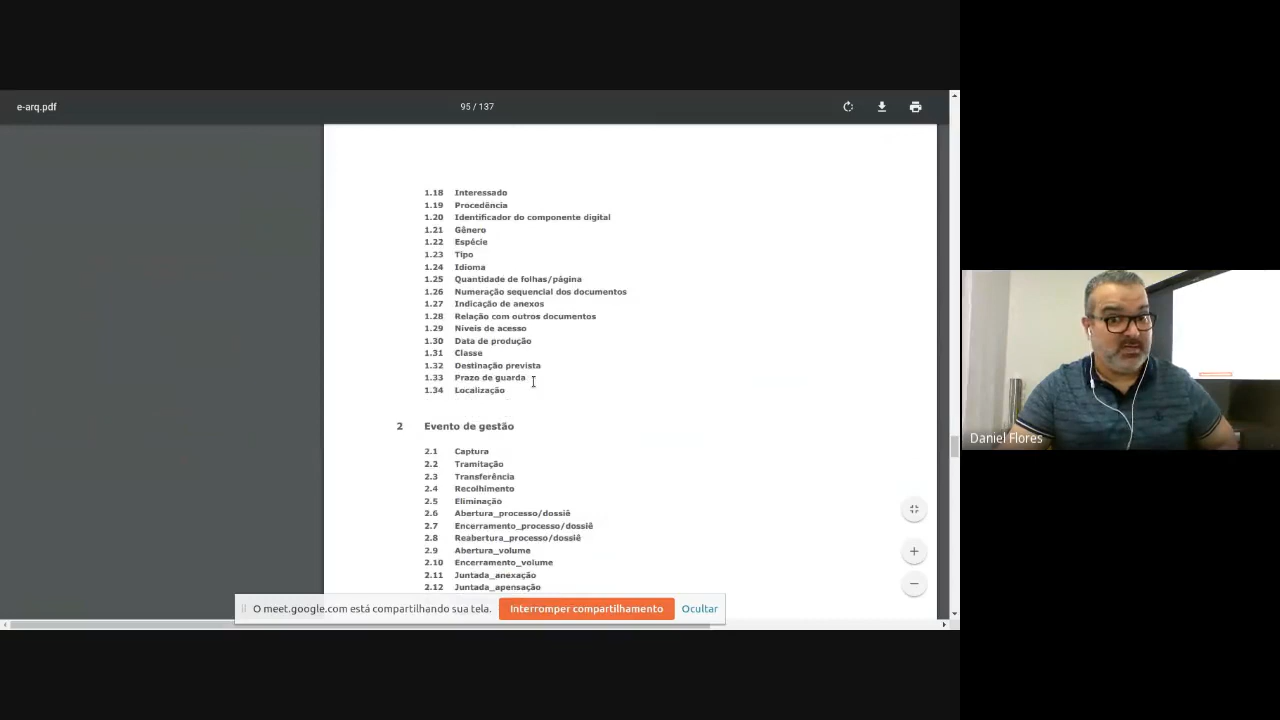 e-arq.pdf
95 / 137
1.18 Interessado
1.19 Procedência
1.20 Identificador do componente digital
1.21 Gênero
1.22 Espécie
1.23 Tipo
1.24 Idioma
1.25 Quantidade de folhas/página
1.26 Numeração sequencial dos documentos
1.27 Indicação de anexos
1.28 Relação com outros documentos
1.29 Níveis de acesso
1.30 Data de produção
1.31 Classe
1.32 Destinação prevista
1.33 Prazo de guarda
1.34 Localização
2 Evento de gestão
2.1 Captura
2.2 Tramitação
2.3 Transferência
2.4 Recolhimento
2.5 Eliminação
2.6 Abertura_processo/dossiê
2.7 Encerramento_processo/dossiê
2.8 Reabertura_processo/dossiê
2.9 Abertura_volume
2.10 Encerramento_volume
2.11 Juntada_anexação
2.12 Juntada_apensação
O meet.google.com está compartilhando sua tela. Interromper compartilhamento Ocultar
Daniel Flores